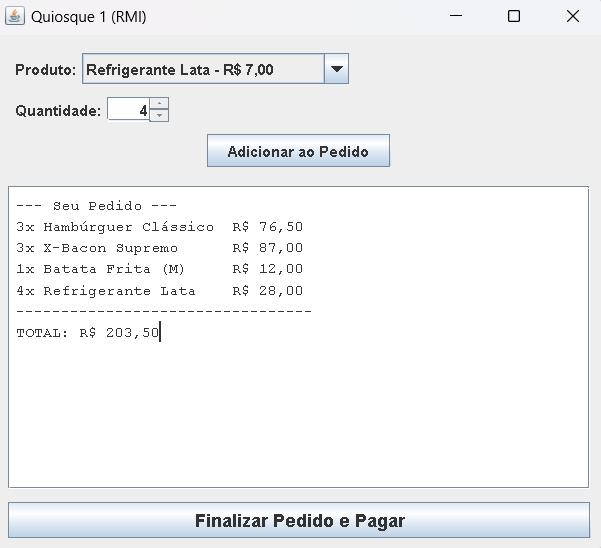 Quiosque 1 (RMI)
Produto: Refrigerante Lata - R$ 7,00
Quantidade: 4
Adicionar ao Pedido
--- Seu Pedido ---
3x Hambúrguer Clássico  R$ 76,50
3x X-Bacon Supremo      R$ 87,00
1x Batata Frita (M)     R$ 12,00
4x Refrigerante Lata    R$ 28,00
---------------------------------
TOTAL: R$ 203,50
Finalizar Pedido e Pagar